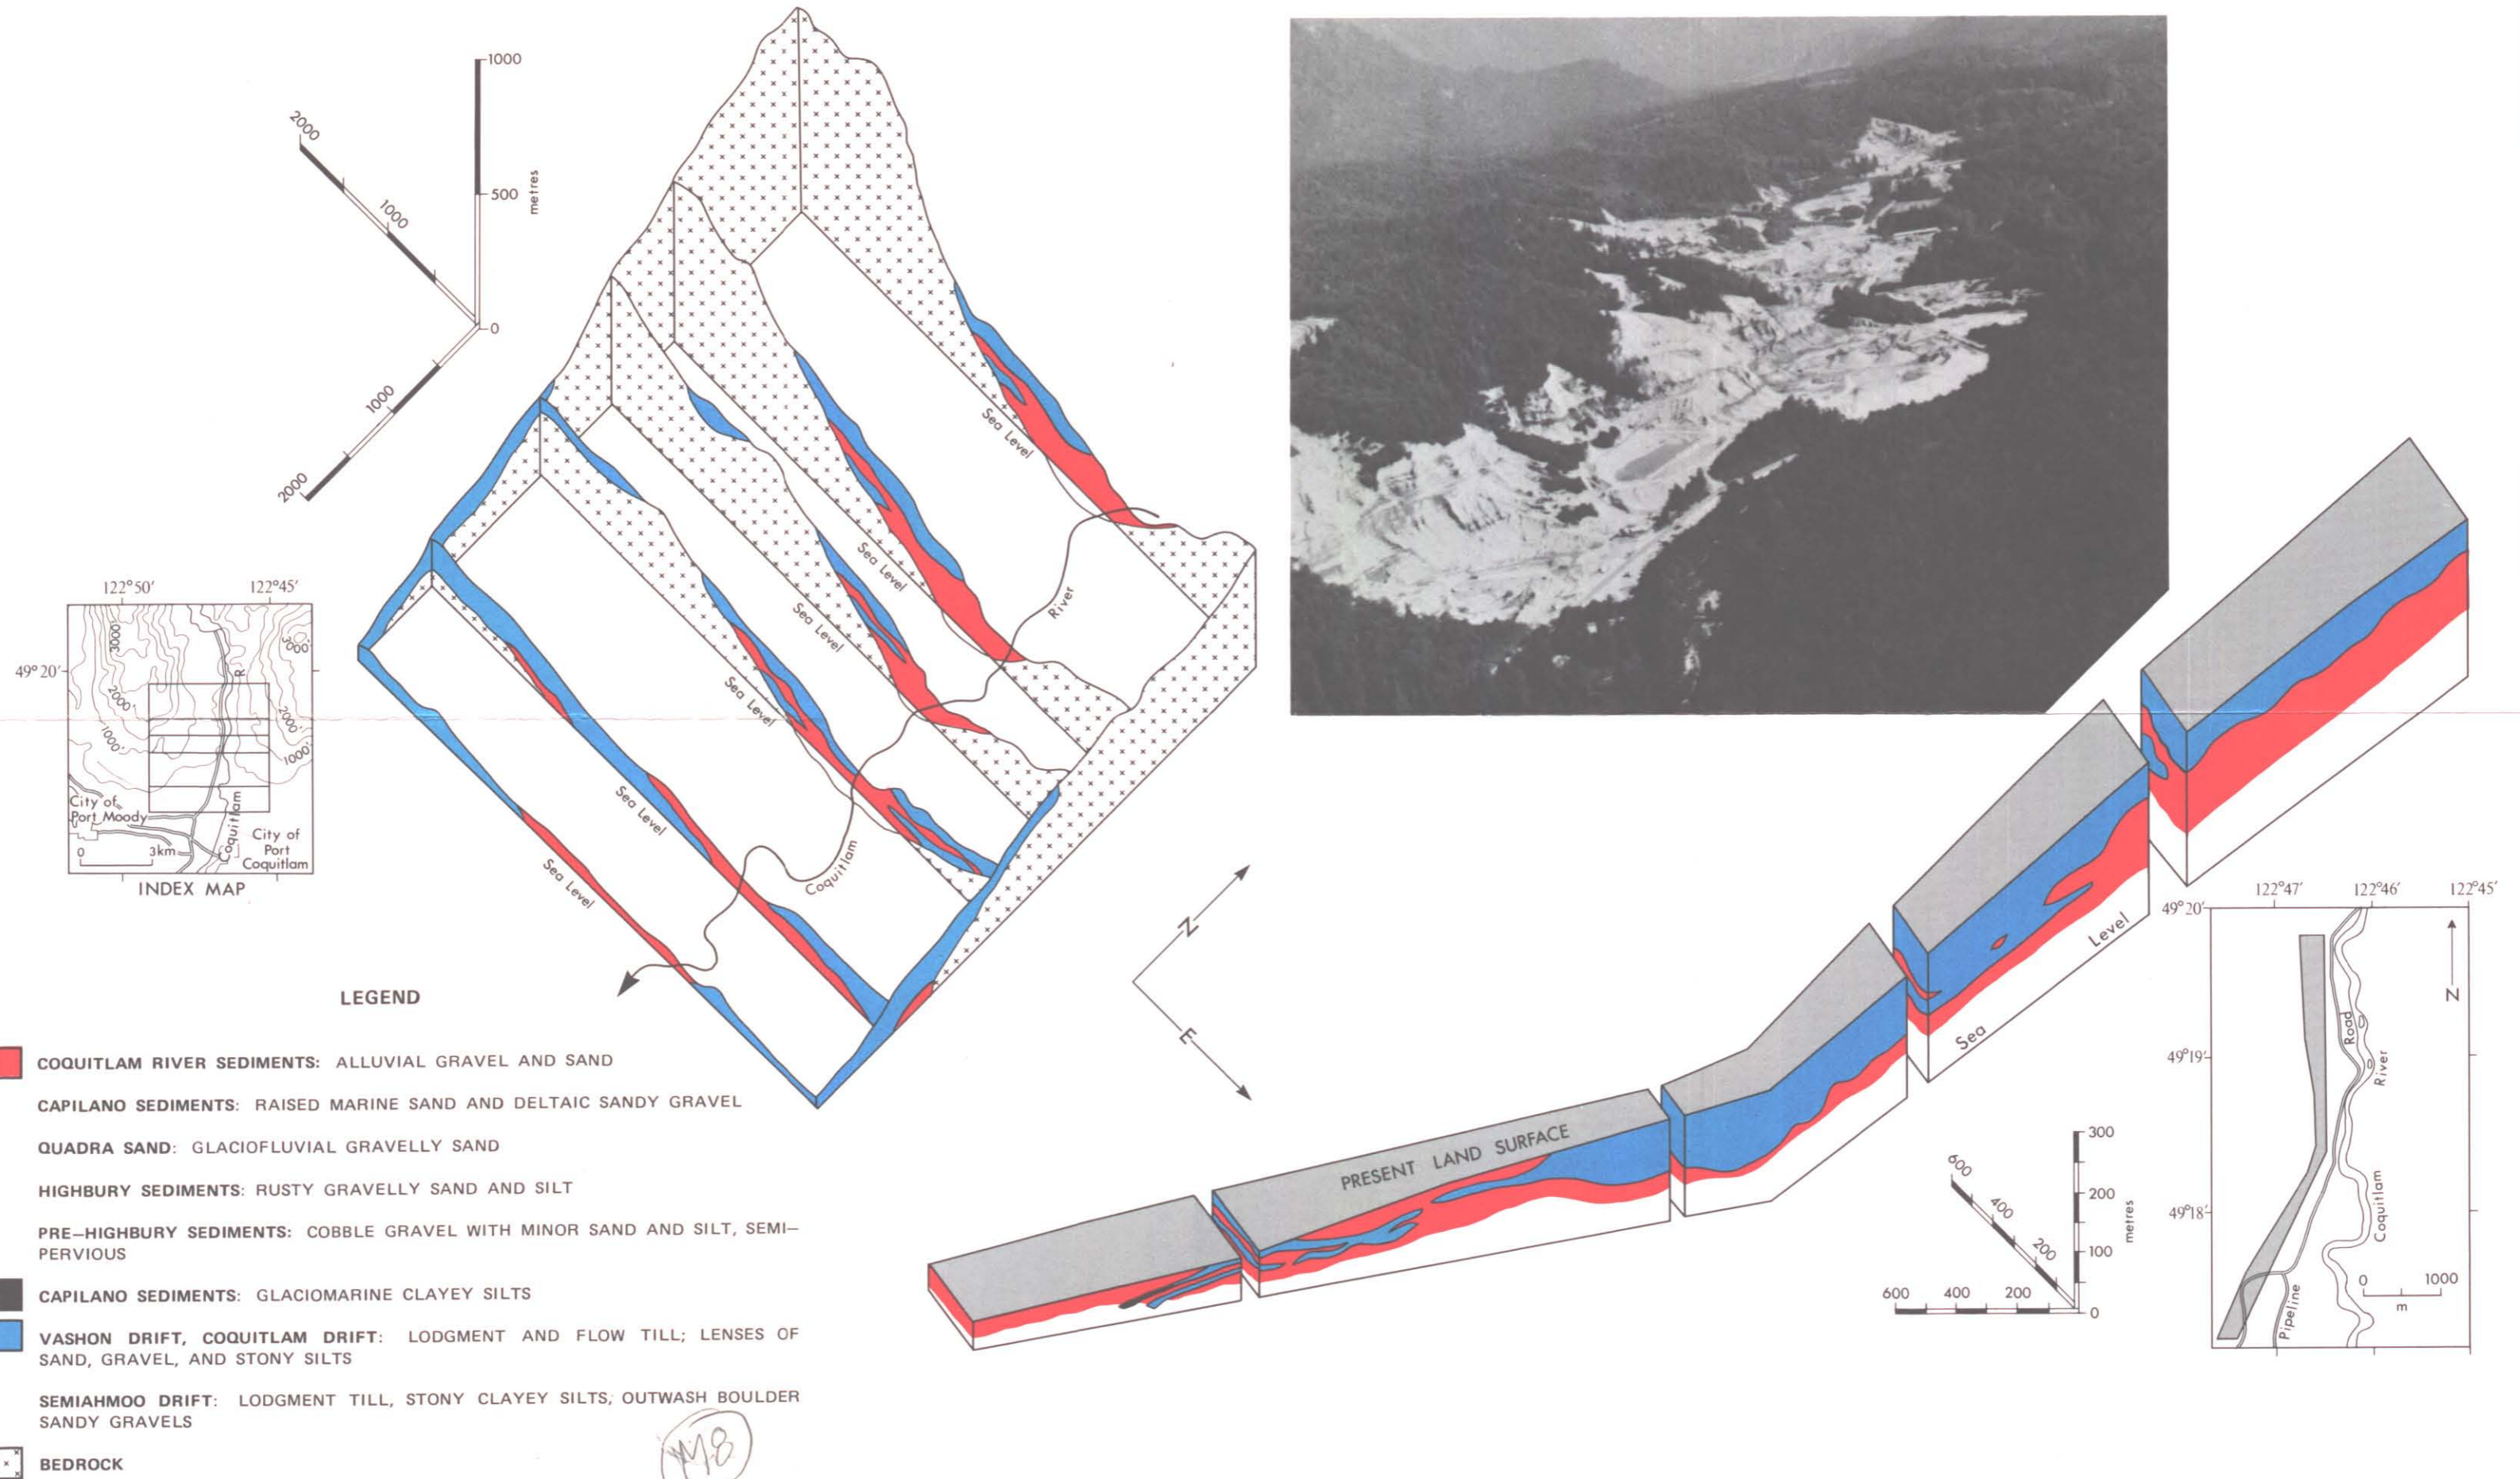 1000
500
0
metres
2000
1000
1000
2000
Sea Level
Sea Level
Sea Level
Sea Level
Sea Level
Sea Level
River
Coquitlam
N
E
122°50′
122°45′
49°20′
3000′
3000′
2000′
2000′
1000′
1000′
R
Coquitlam
City of
Port Moody
City of
Port
Coquitlam
0
3km
INDEX MAP
LEGEND
COQUITLAM RIVER SEDIMENTS: ALLUVIAL GRAVEL AND SAND
CAPILANO SEDIMENTS: RAISED MARINE SAND AND DELTAIC SANDY GRAVEL
QUADRA SAND: GLACIOFLUVIAL GRAVELLY SAND
HIGHBURY SEDIMENTS: RUSTY GRAVELLY SAND AND SILT
PRE–HIGHBURY SEDIMENTS: COBBLE GRAVEL WITH MINOR SAND AND SILT, SEMI–
PERVIOUS
CAPILANO SEDIMENTS: GLACIOMARINE CLAYEY SILTS
VASHON DRIFT, COQUITLAM DRIFT: LODGMENT AND FLOW TILL; LENSES OF
SAND, GRAVEL, AND STONY SILTS
SEMIAHMOO DRIFT: LODGMENT TILL, STONY CLAYEY SILTS, OUTWASH BOULDER
SANDY GRAVELS
BEDROCK
M8
PRESENT LAND SURFACE
Sea Level
600
400
200
300
200
100
0
metres
600
400
200
122°47′
122°46′
122°45′
49°20′
49°19′
49°18′
N
Road
River
Coquitlam
Pipeline
0
1000
m